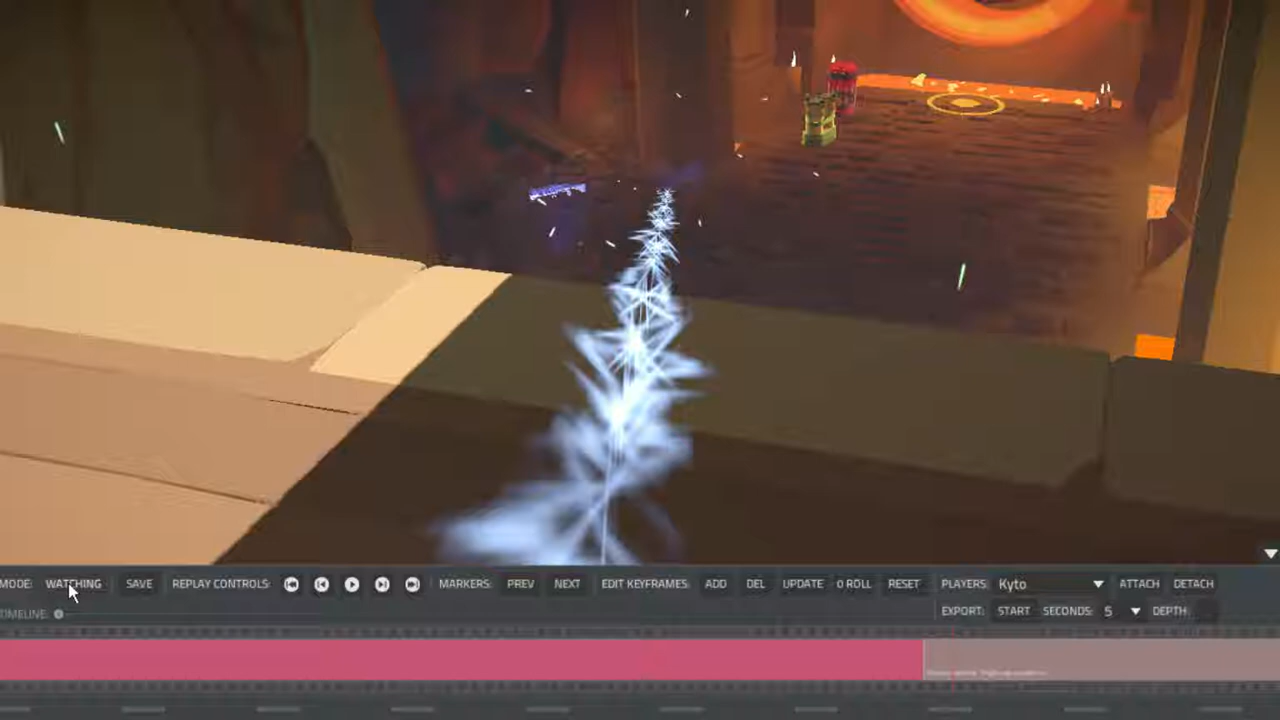 MODE: WATCHING SAVE REPLAY CONTROLS: MARKERS: PREV NEXT EDIT KEYFRAMES: ADD DEL UPDATE 0 ROLL RESET PLAYERS: Kyto ATTACH DETACH
TIMELINE: EXPORT: START SECONDS: 5 DEPTH: